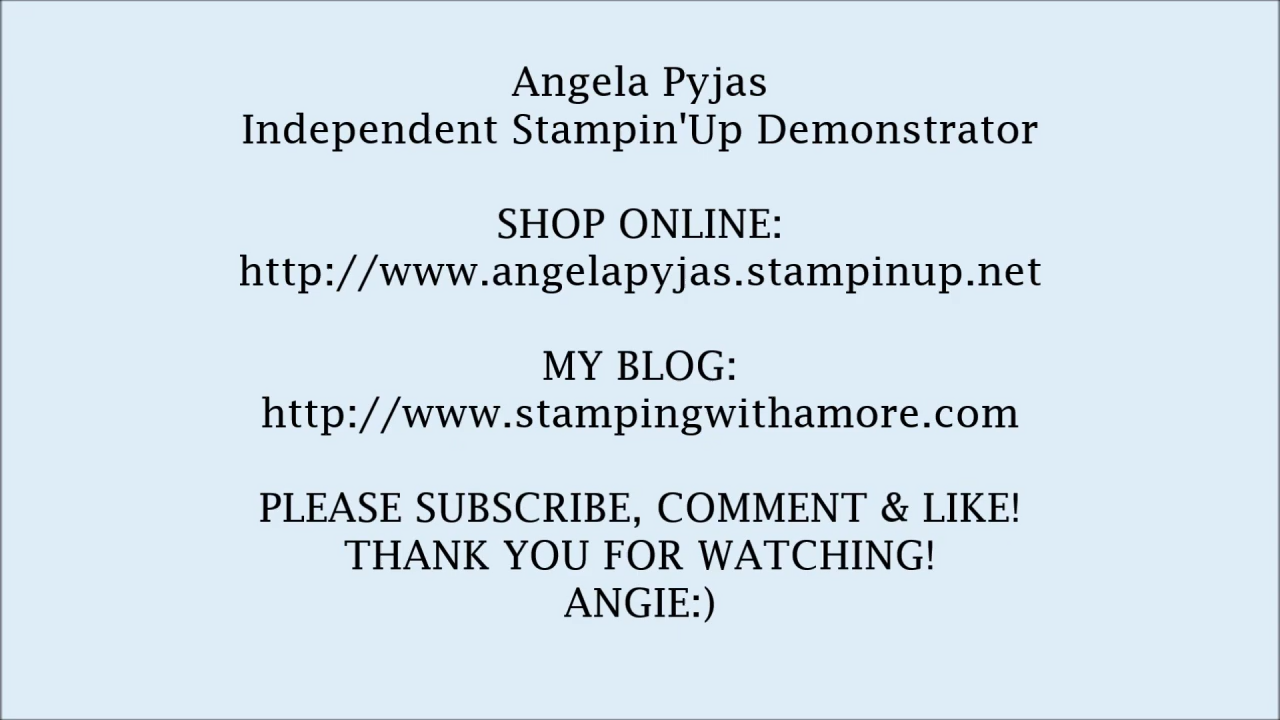 Angela Pyjas
Independent Stampin'Up Demonstrator
SHOP ONLINE:
http://www.angelapyjas.stampinup.net
MY BLOG:
http://www.stampingwithamore.com
PLEASE SUBSCRIBE, COMMENT & LIKE!
THANK YOU FOR WATCHING!
ANGIE:)